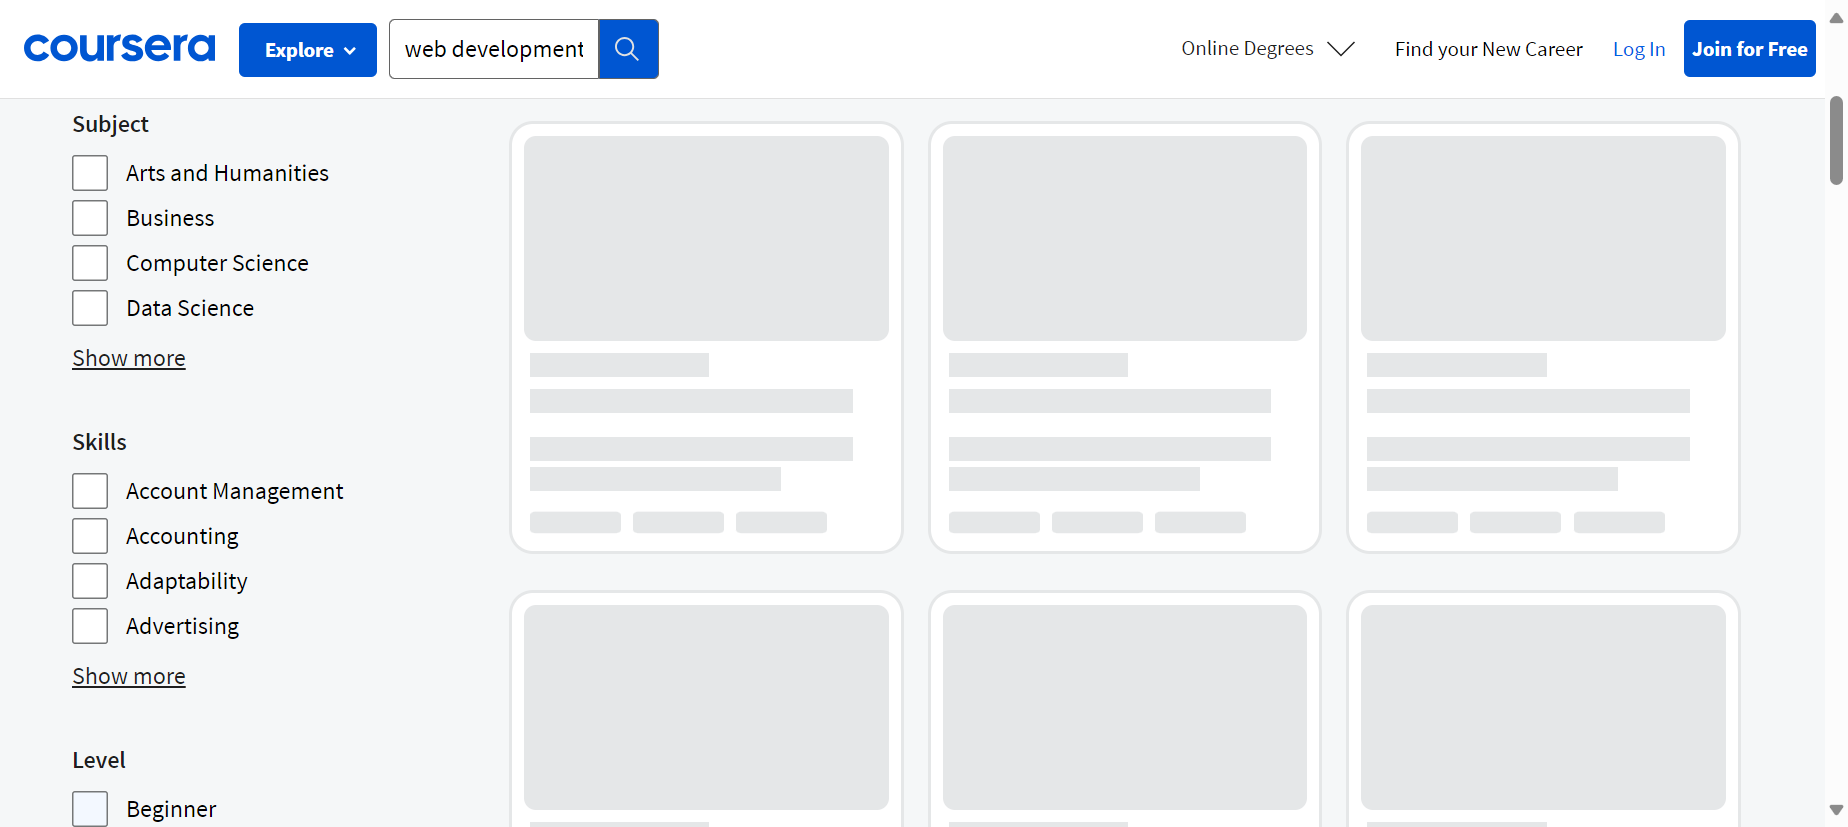 coursera
Explore
web development
Online Degrees
Find your New Career
Log In
Join for Free
Subject
Arts and Humanities
Business
Computer Science
Data Science
Show more
Skills
Account Management
Accounting
Adaptability
Advertising
Show more
Level
Beginner